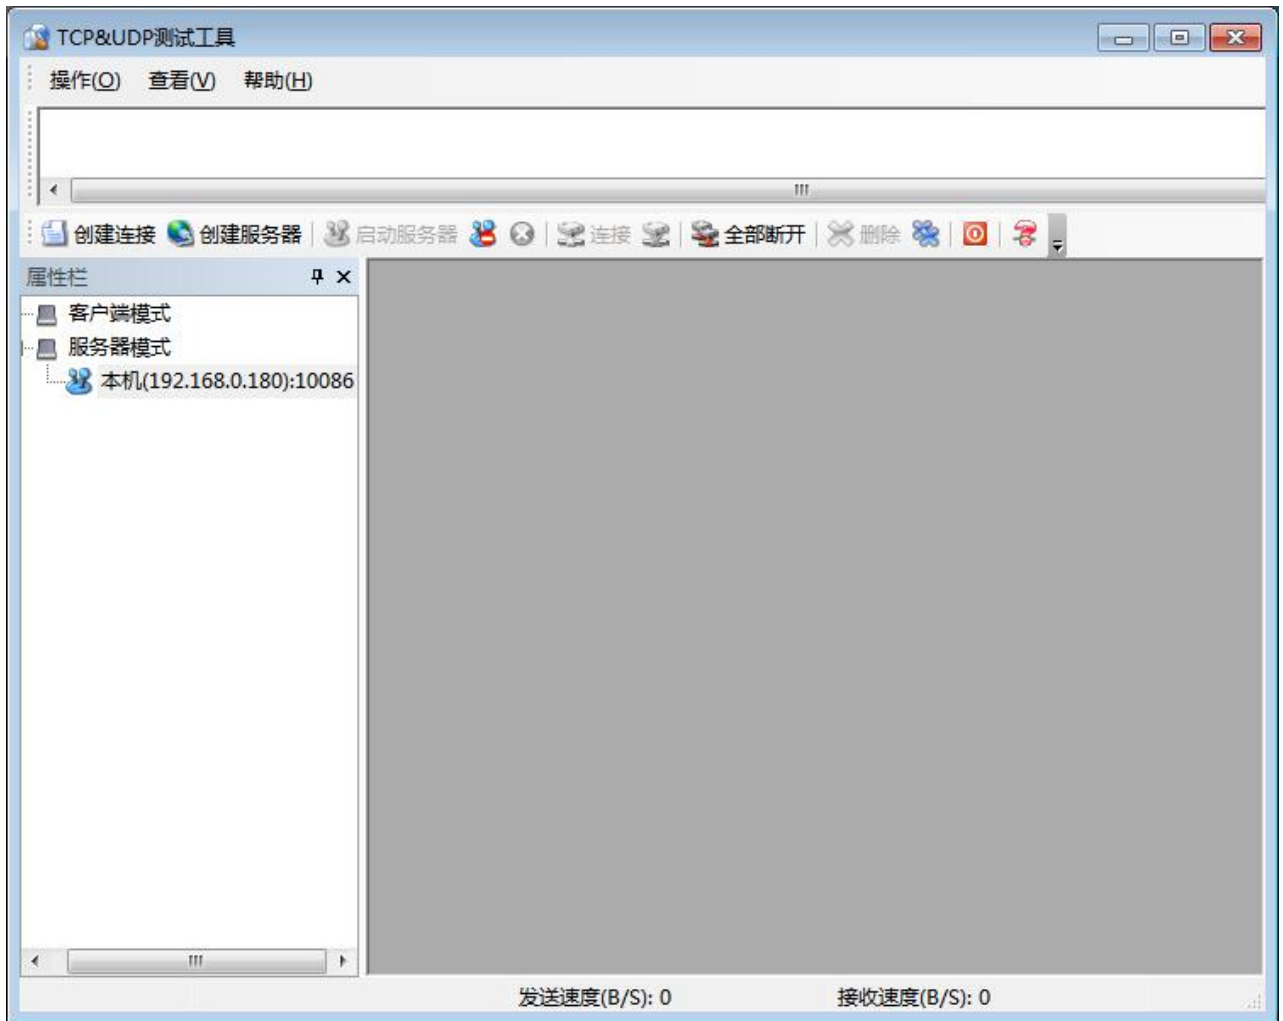 TCP&UDP测试工具
操作(O) 查看(V) 帮助(H)
创建连接 创建服务器 启动服务器 连接 全部断开 删除
属性栏
客户端模式
服务器模式
本机(192.168.0.180):10086
发送速度(B/S): 0 接收速度(B/S): 0